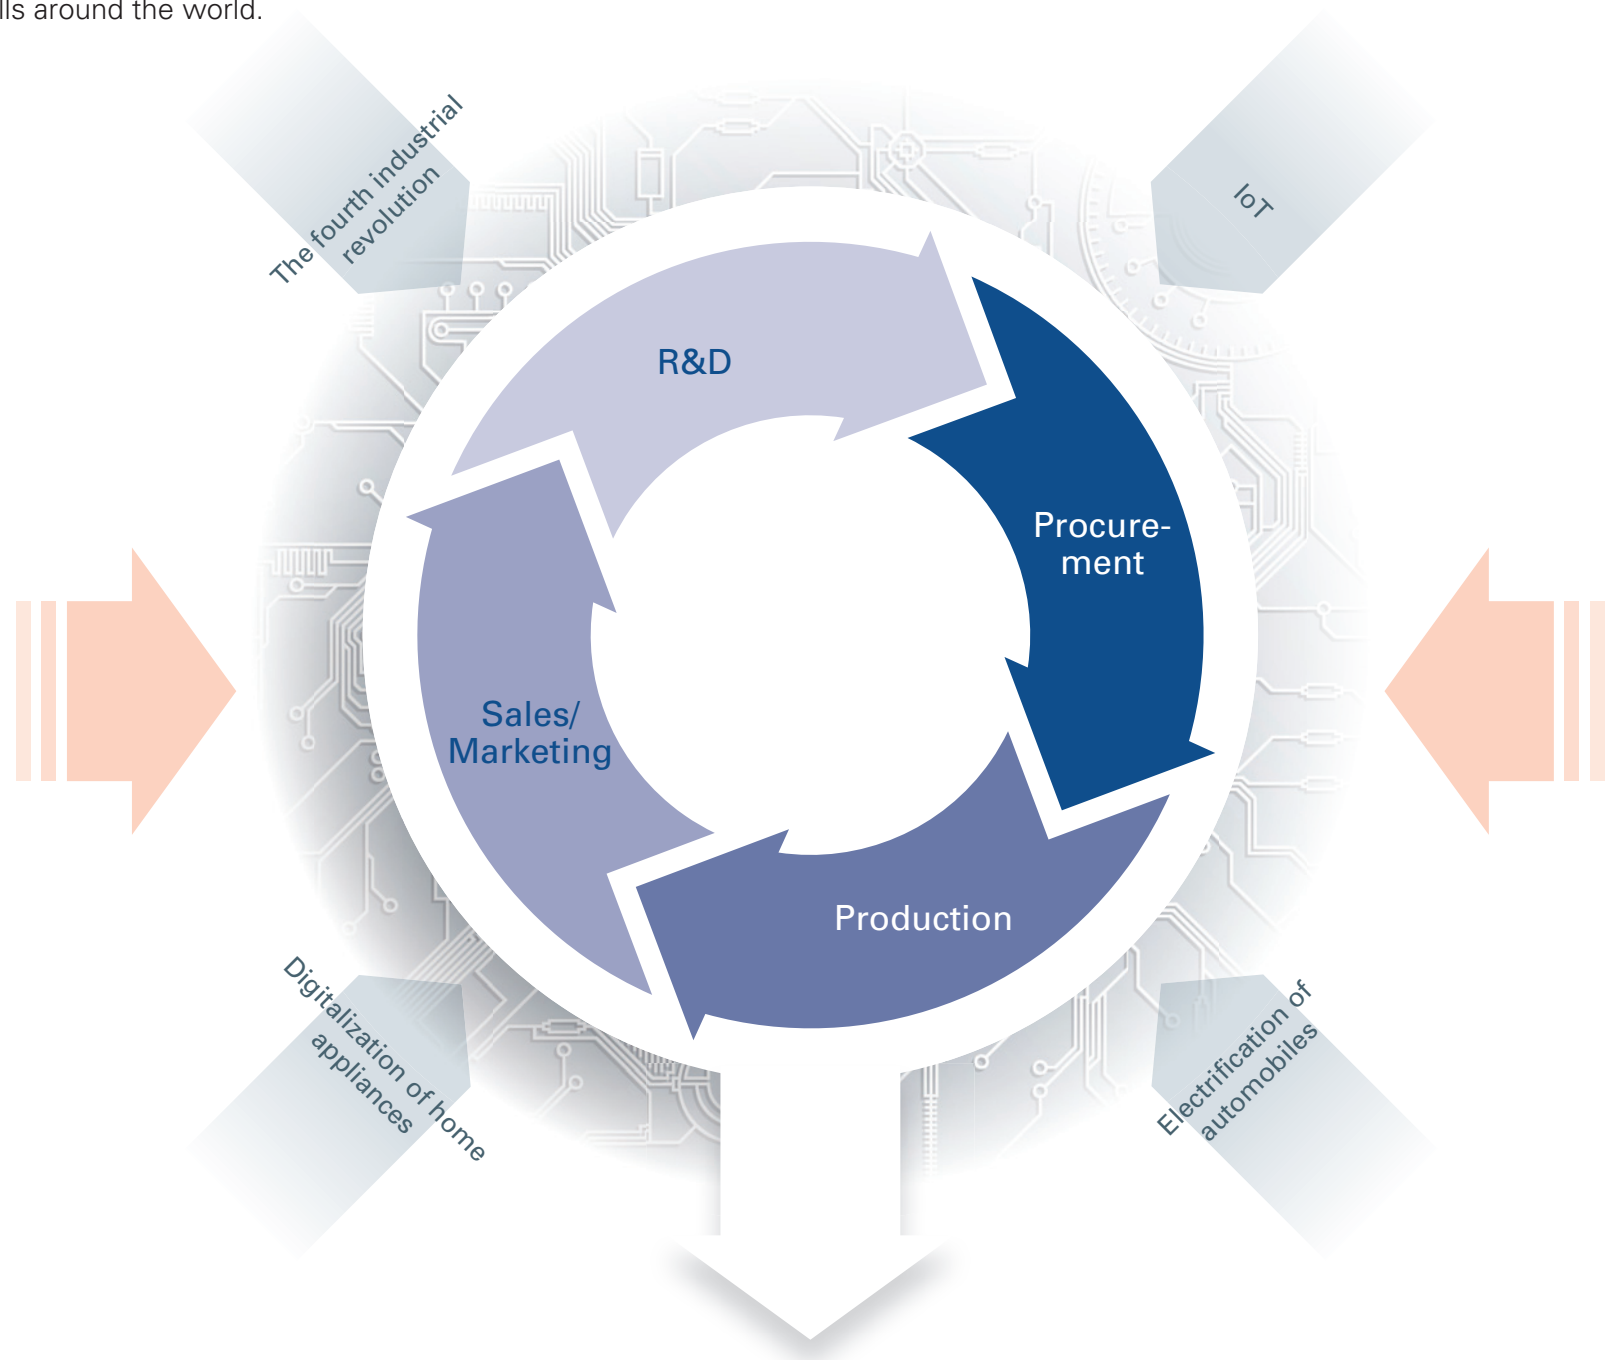 lls around the world.
The fourth industrial
revolution
IoT
R&D
Procure-
ment
Sales/
Marketing
Production
Digitalization of home
appliances
Electrification of
automobiles